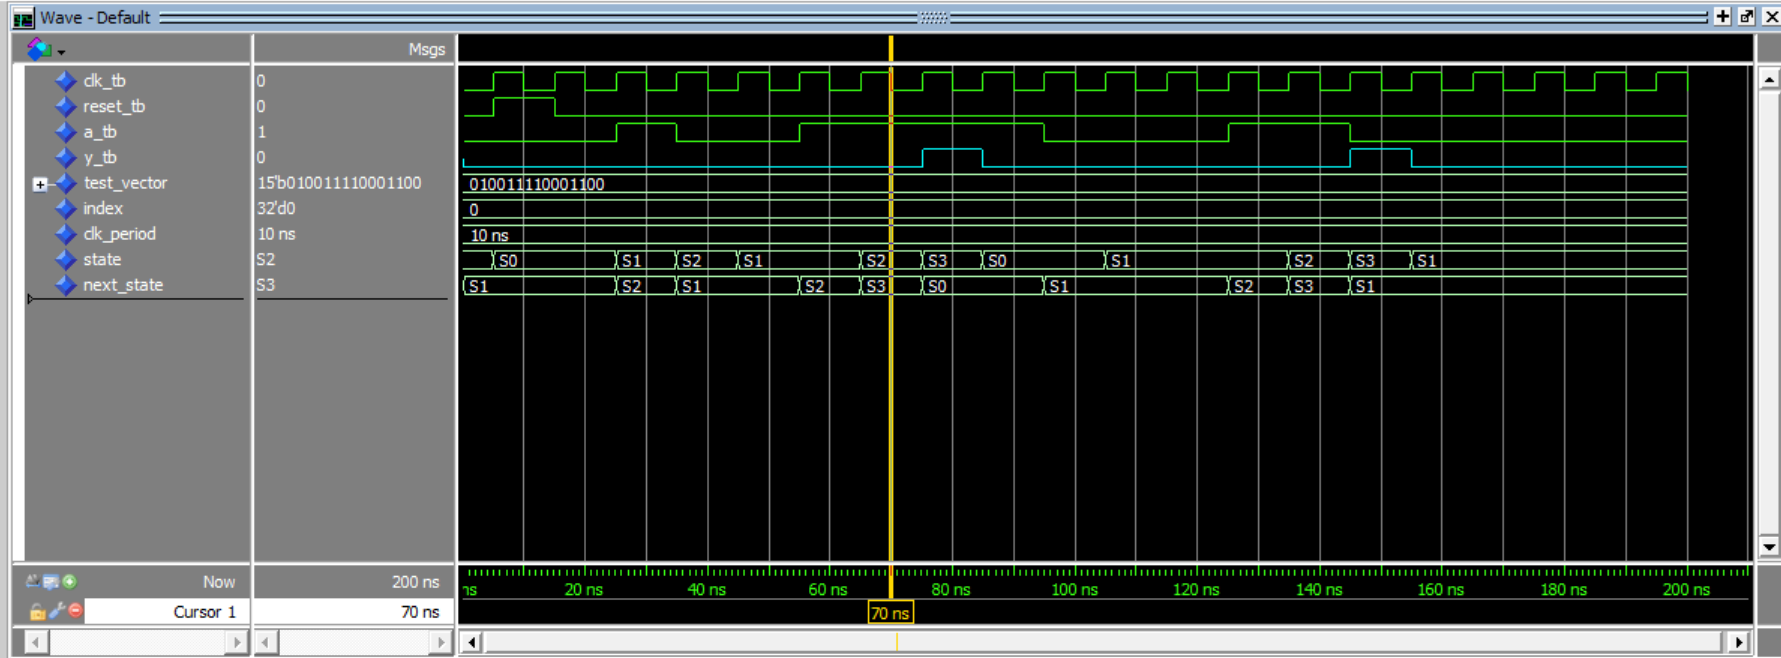 Wave - Default
Msgs
clk_tb 0
reset_tb 0
a_tb 1
y_tb 0
test_vector 15'b010011110001100 010011110001100
index 32'd0 0
clk_period 10 ns 10 ns
state S2 S0 S1 S2 S1 S2 S3 S0 S1 S2 S3 S1
next_state S3 S1 S2 S1 S2 S3 S0 S1 S2 S3 S1
Now 200 ns ns 20 ns 40 ns 60 ns 80 ns 100 ns 120 ns 140 ns 160 ns 180 ns 200 ns
Cursor 1 70 ns 70 ns